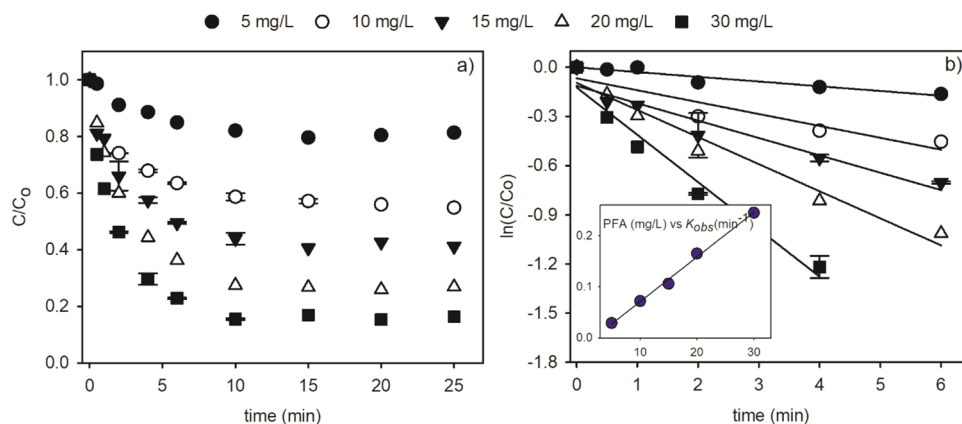 5 mg/L 10 mg/L 15 mg/L 20 mg/L 30 mg/L
a)
1.0
0.8
0.6
0.4
0.2
0.0
C/Co
0 5 10 15 20 25
time (min)
b)
0.0
-0.3
-0.6
-0.9
-1.2
-1.5
-1.8
ln(C/Co)
PFA (mg/L) vs Kobs(min-1)
0.2
0.1
0.0
10 20 30
0 1 2 3 4 5 6
time (min)